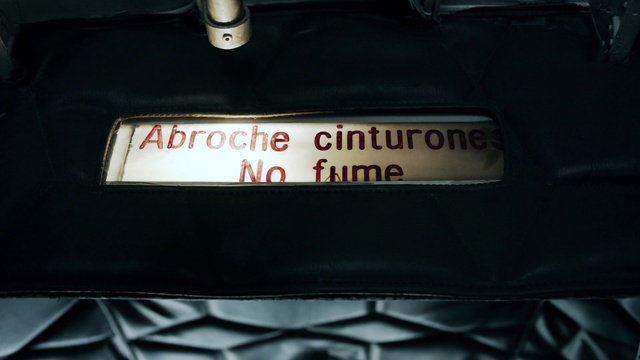 Abroche cinturones
No fume